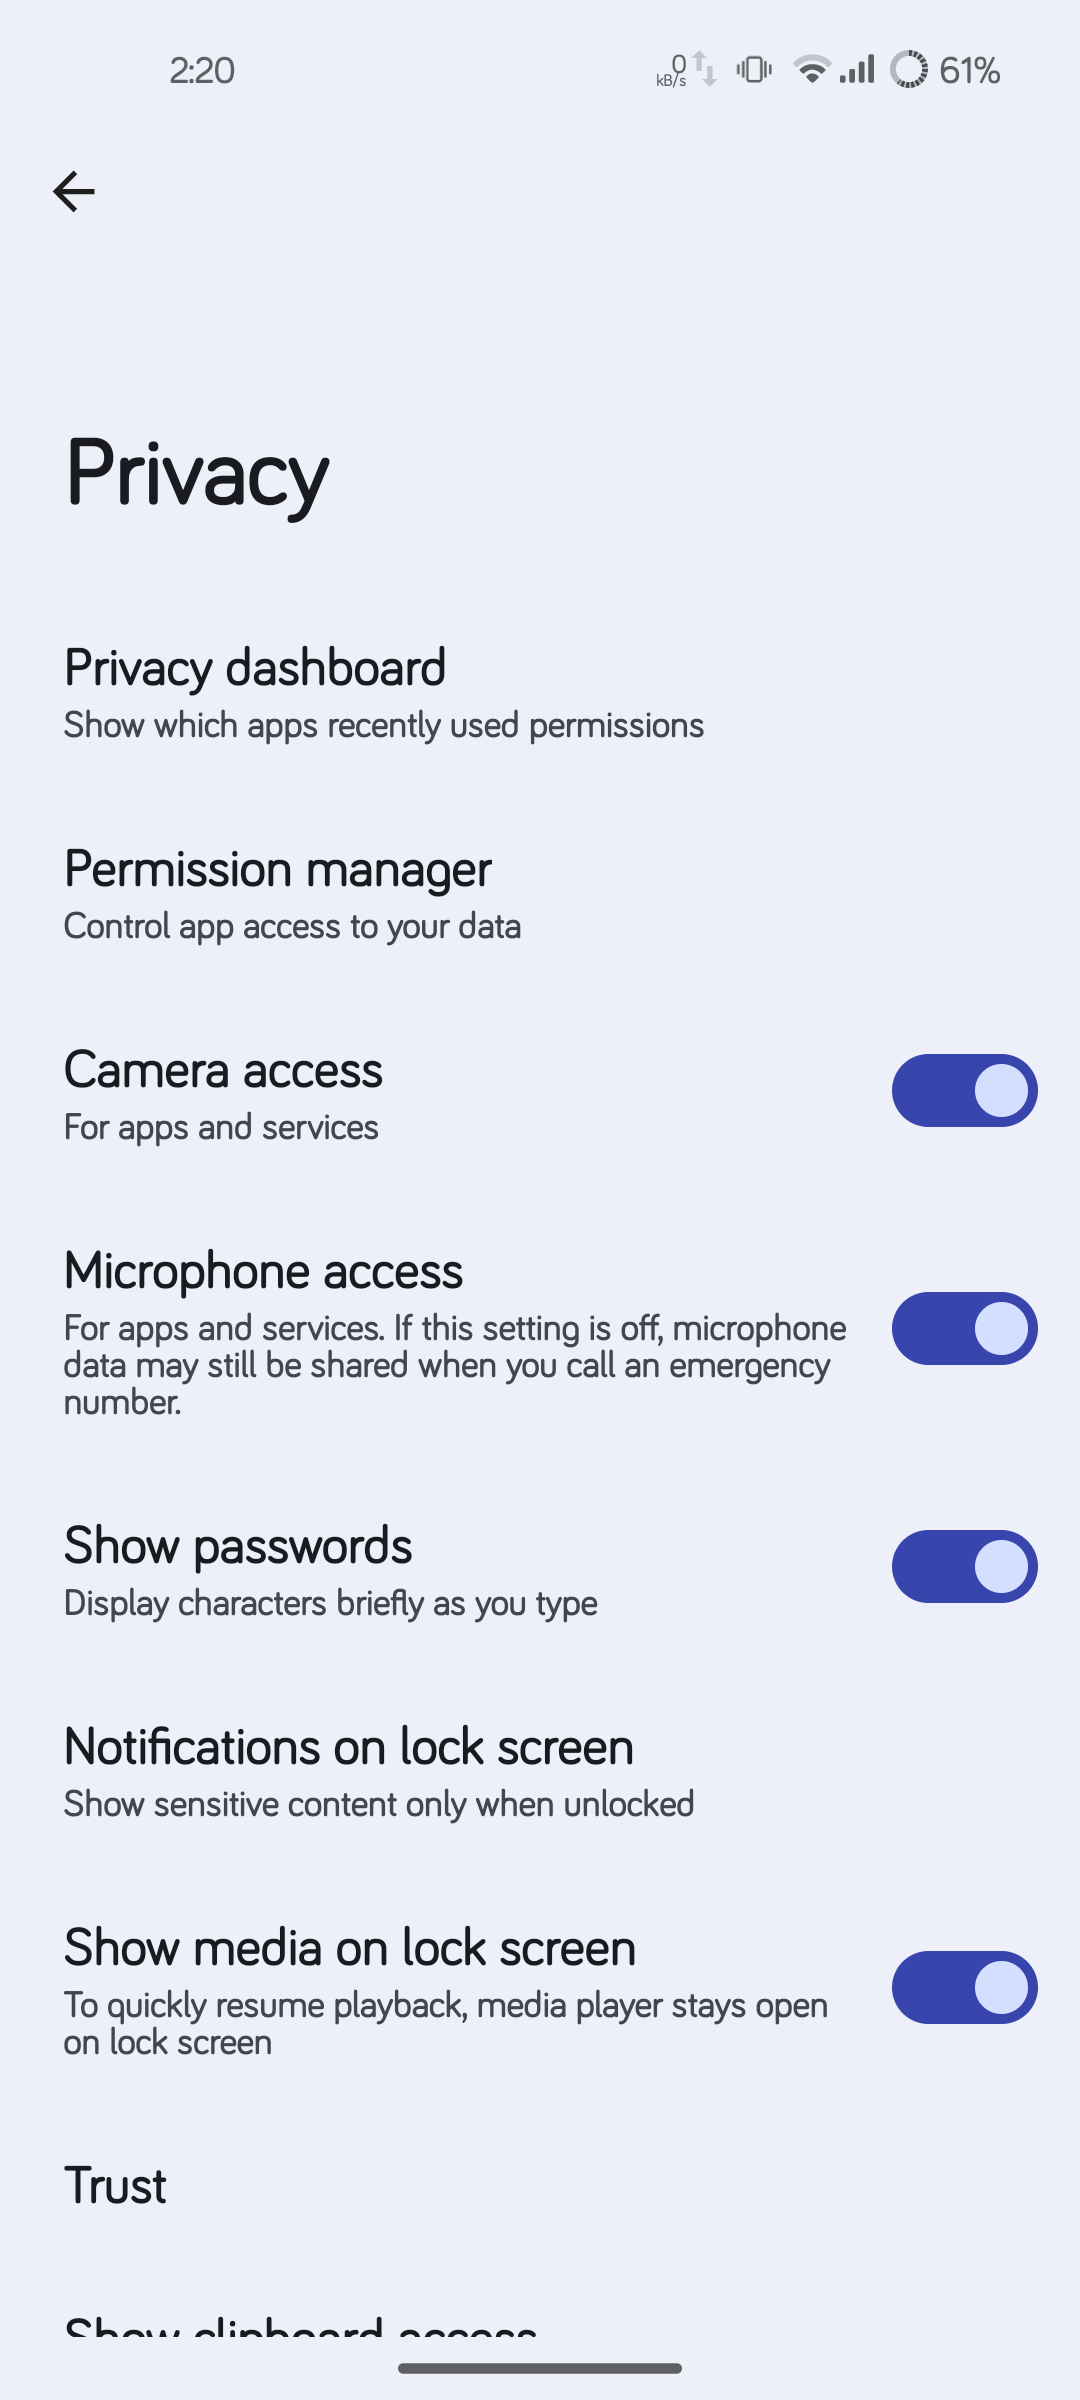 2:20
0
kB/s
61%
Privacy
Privacy dashboard
Show which apps recently used permissions
Permission manager
Control app access to your data
Camera access
For apps and services
Microphone access
For apps and services. If this setting is off, microphone
data may still be shared when you call an emergency
number.
Show passwords
Display characters briefly as you type
Notifications on lock screen
Show sensitive content only when unlocked
Show media on lock screen
To quickly resume playback, media player stays open
on lock screen
Trust
Show clipboard access